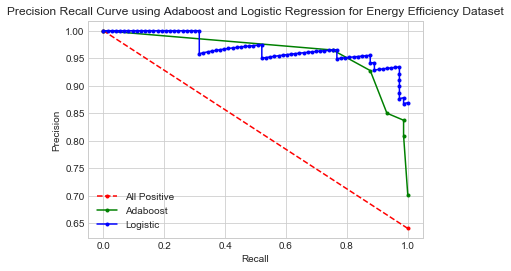 Precision Recall Curve using Adaboost and Logistic Regression for Energy Efficiency Dataset
1.00
0.95
0.90
0.85
0.80
0.75
0.70
0.65
Precision
All Positive
Adaboost
Logistic
0.0 0.2 0.4 0.6 0.8 1.0
Recall